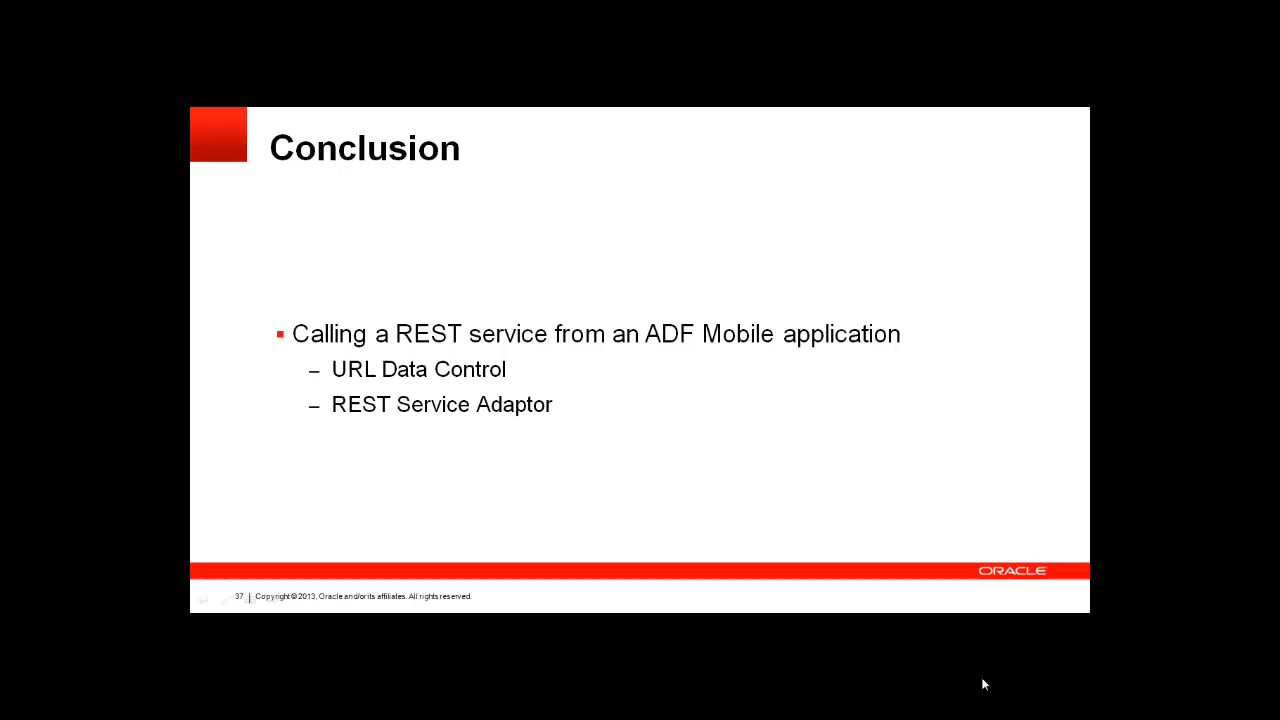 Conclusion
▪ Calling a REST service from an ADF Mobile application
– URL Data Control
– REST Service Adaptor
ORACLE
37 | Copyright © 2013, Oracle and/or its affiliates. All rights reserved.